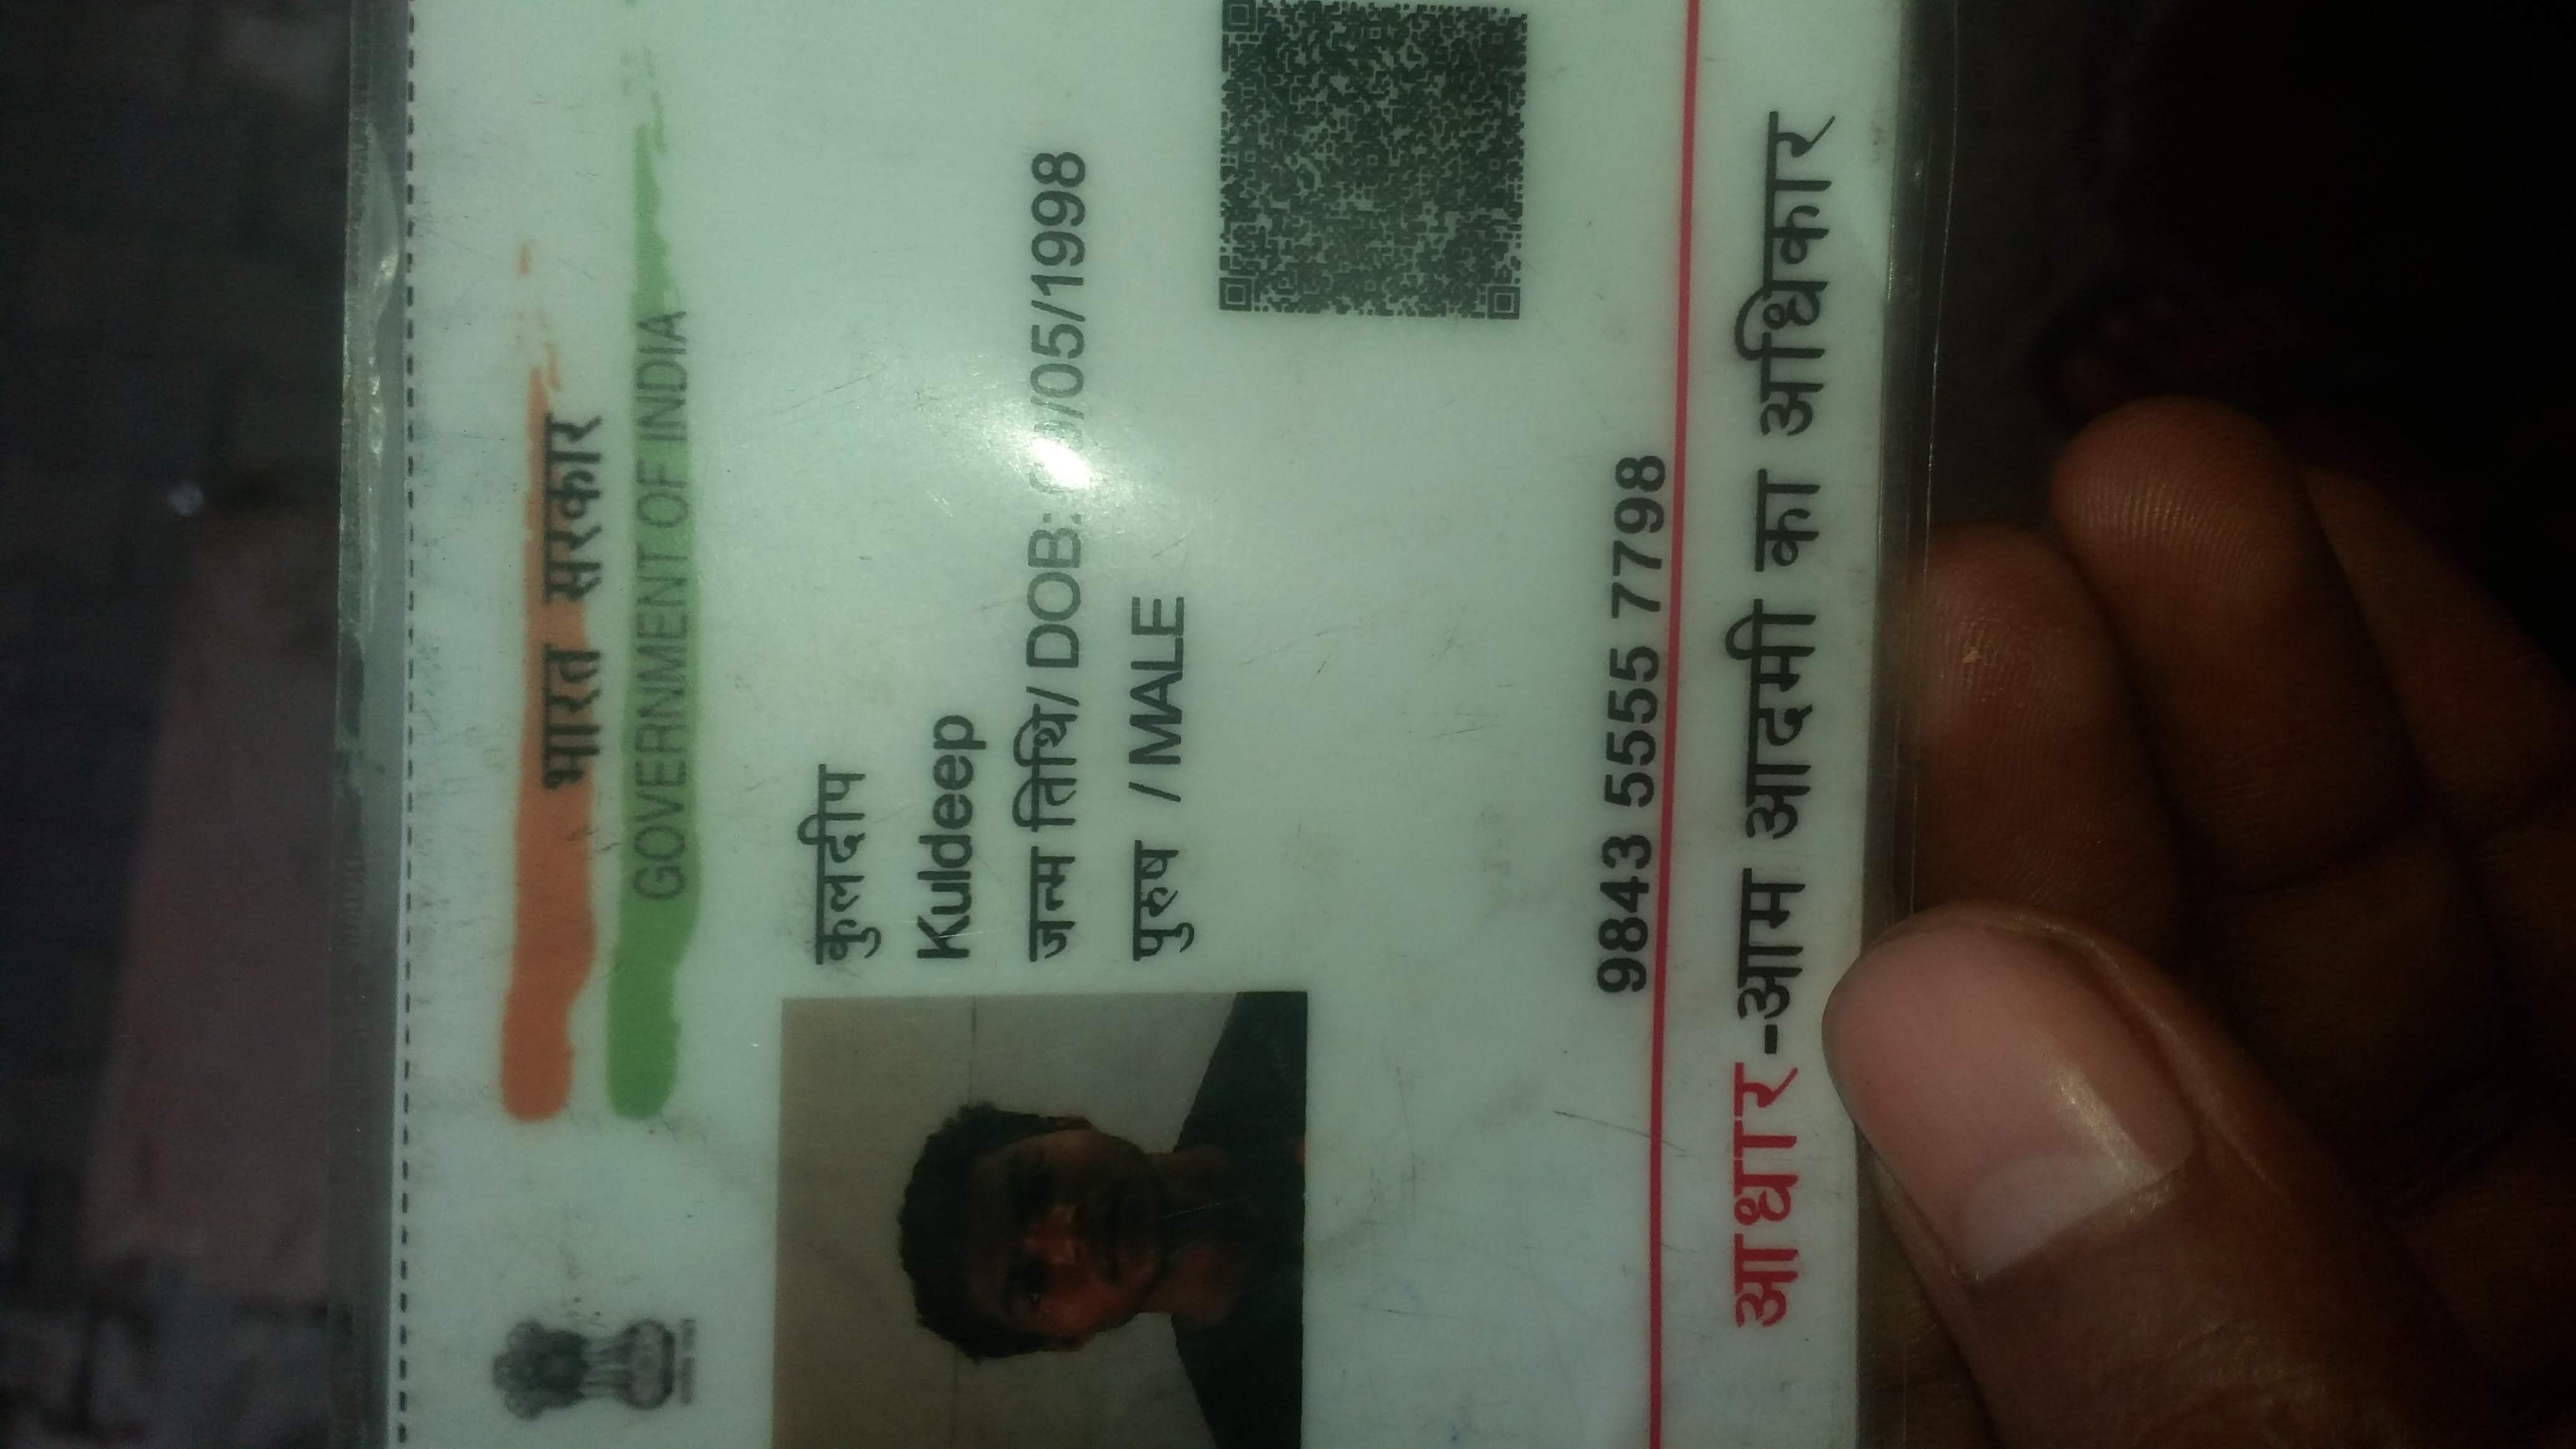 भारत सरकार
GOVERNMENT OF INDIA
कुलदीप
Kuldeep
जन्म तिथि/ DOB: /05/1998
पुरुष / MALE
9843 5555 7798
आधार-आम आदमी का अधिकार